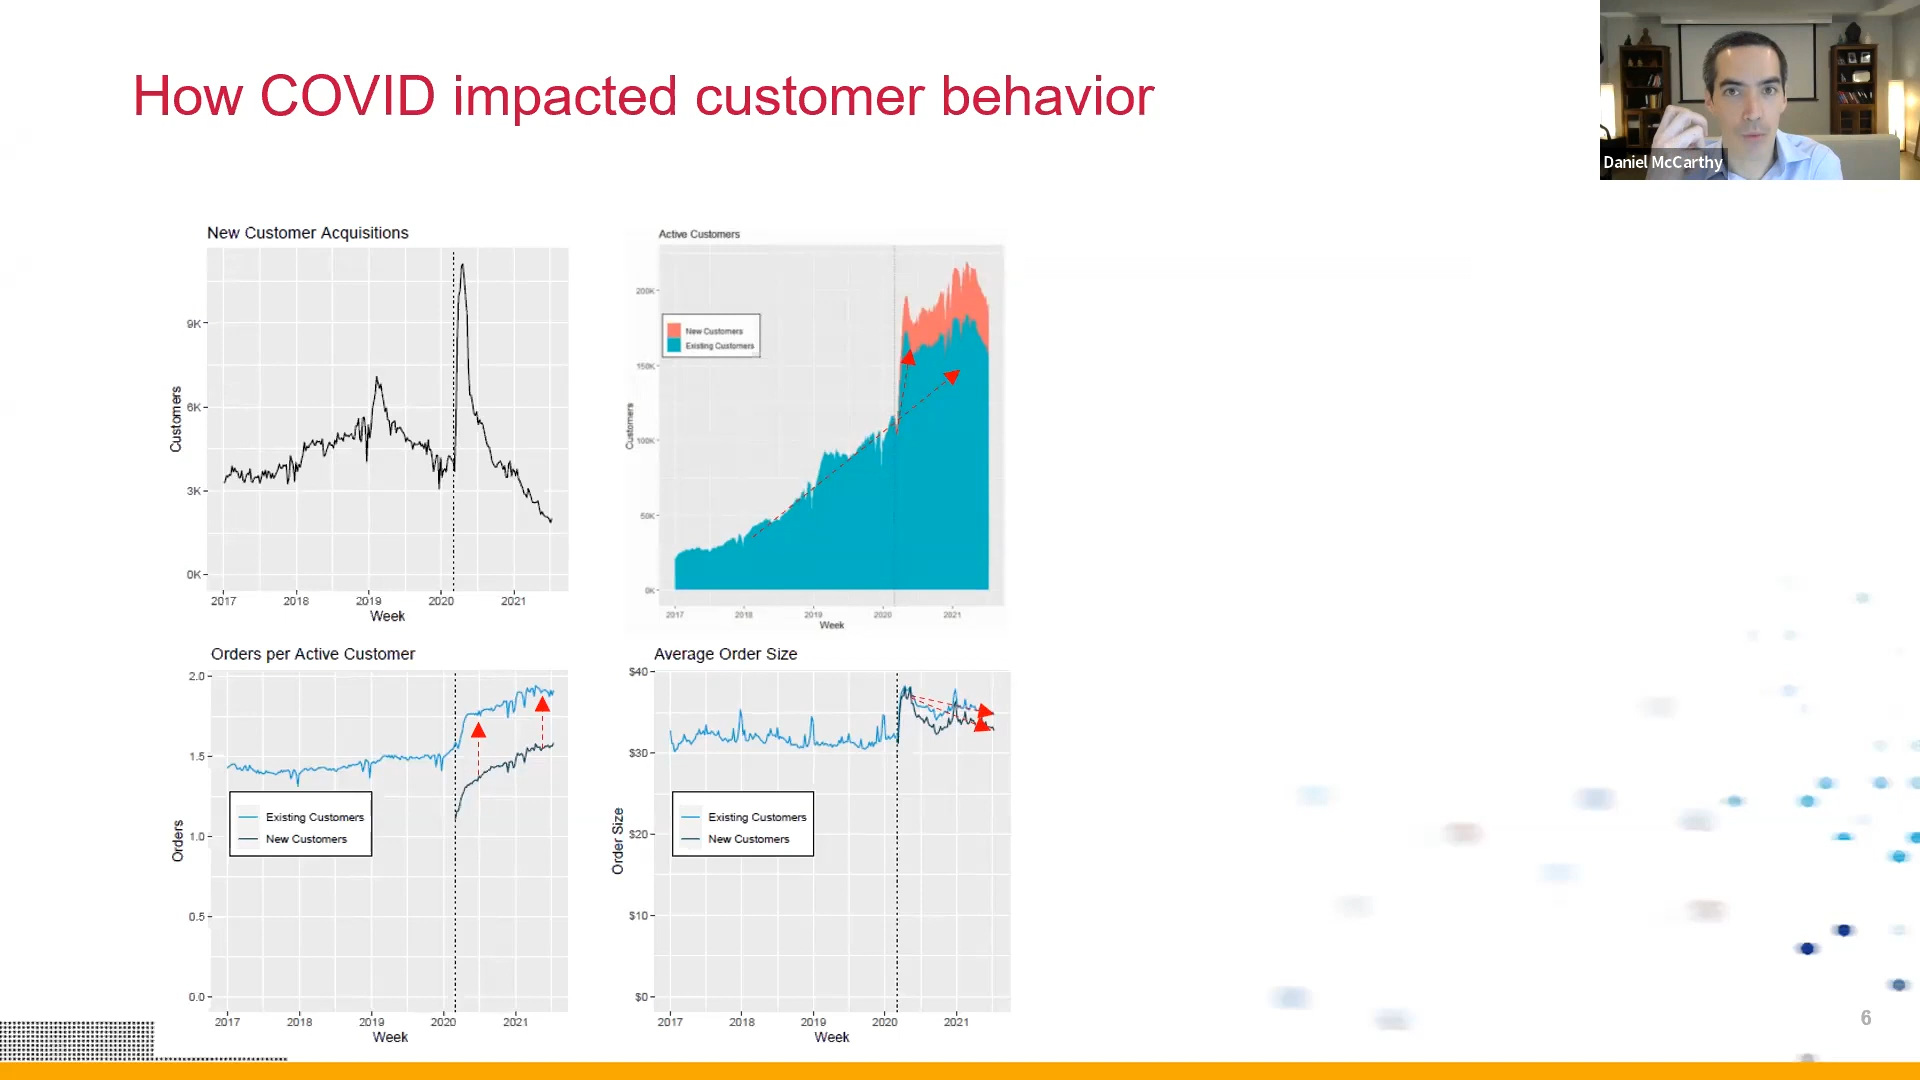 How COVID impacted customer behavior
Daniel McCarthy
New Customer Acquisitions
Customers
9K
6K
3K
0K
2017 2018 2019 2020 2021
Week
Active Customers
Customers
200K
150K
100K
50K
0K
New Customers
Existing Customers
2017 2018 2019 2020 2021
Week
Orders per Active Customer
Orders
2.0
1.5
1.0
0.5
0.0
Existing Customers
New Customers
2017 2018 2019 2020 2021
Week
Average Order Size
Order Size
$40
$30
$20
$10
$0
Existing Customers
New Customers
2017 2018 2019 2020 2021
Week
6